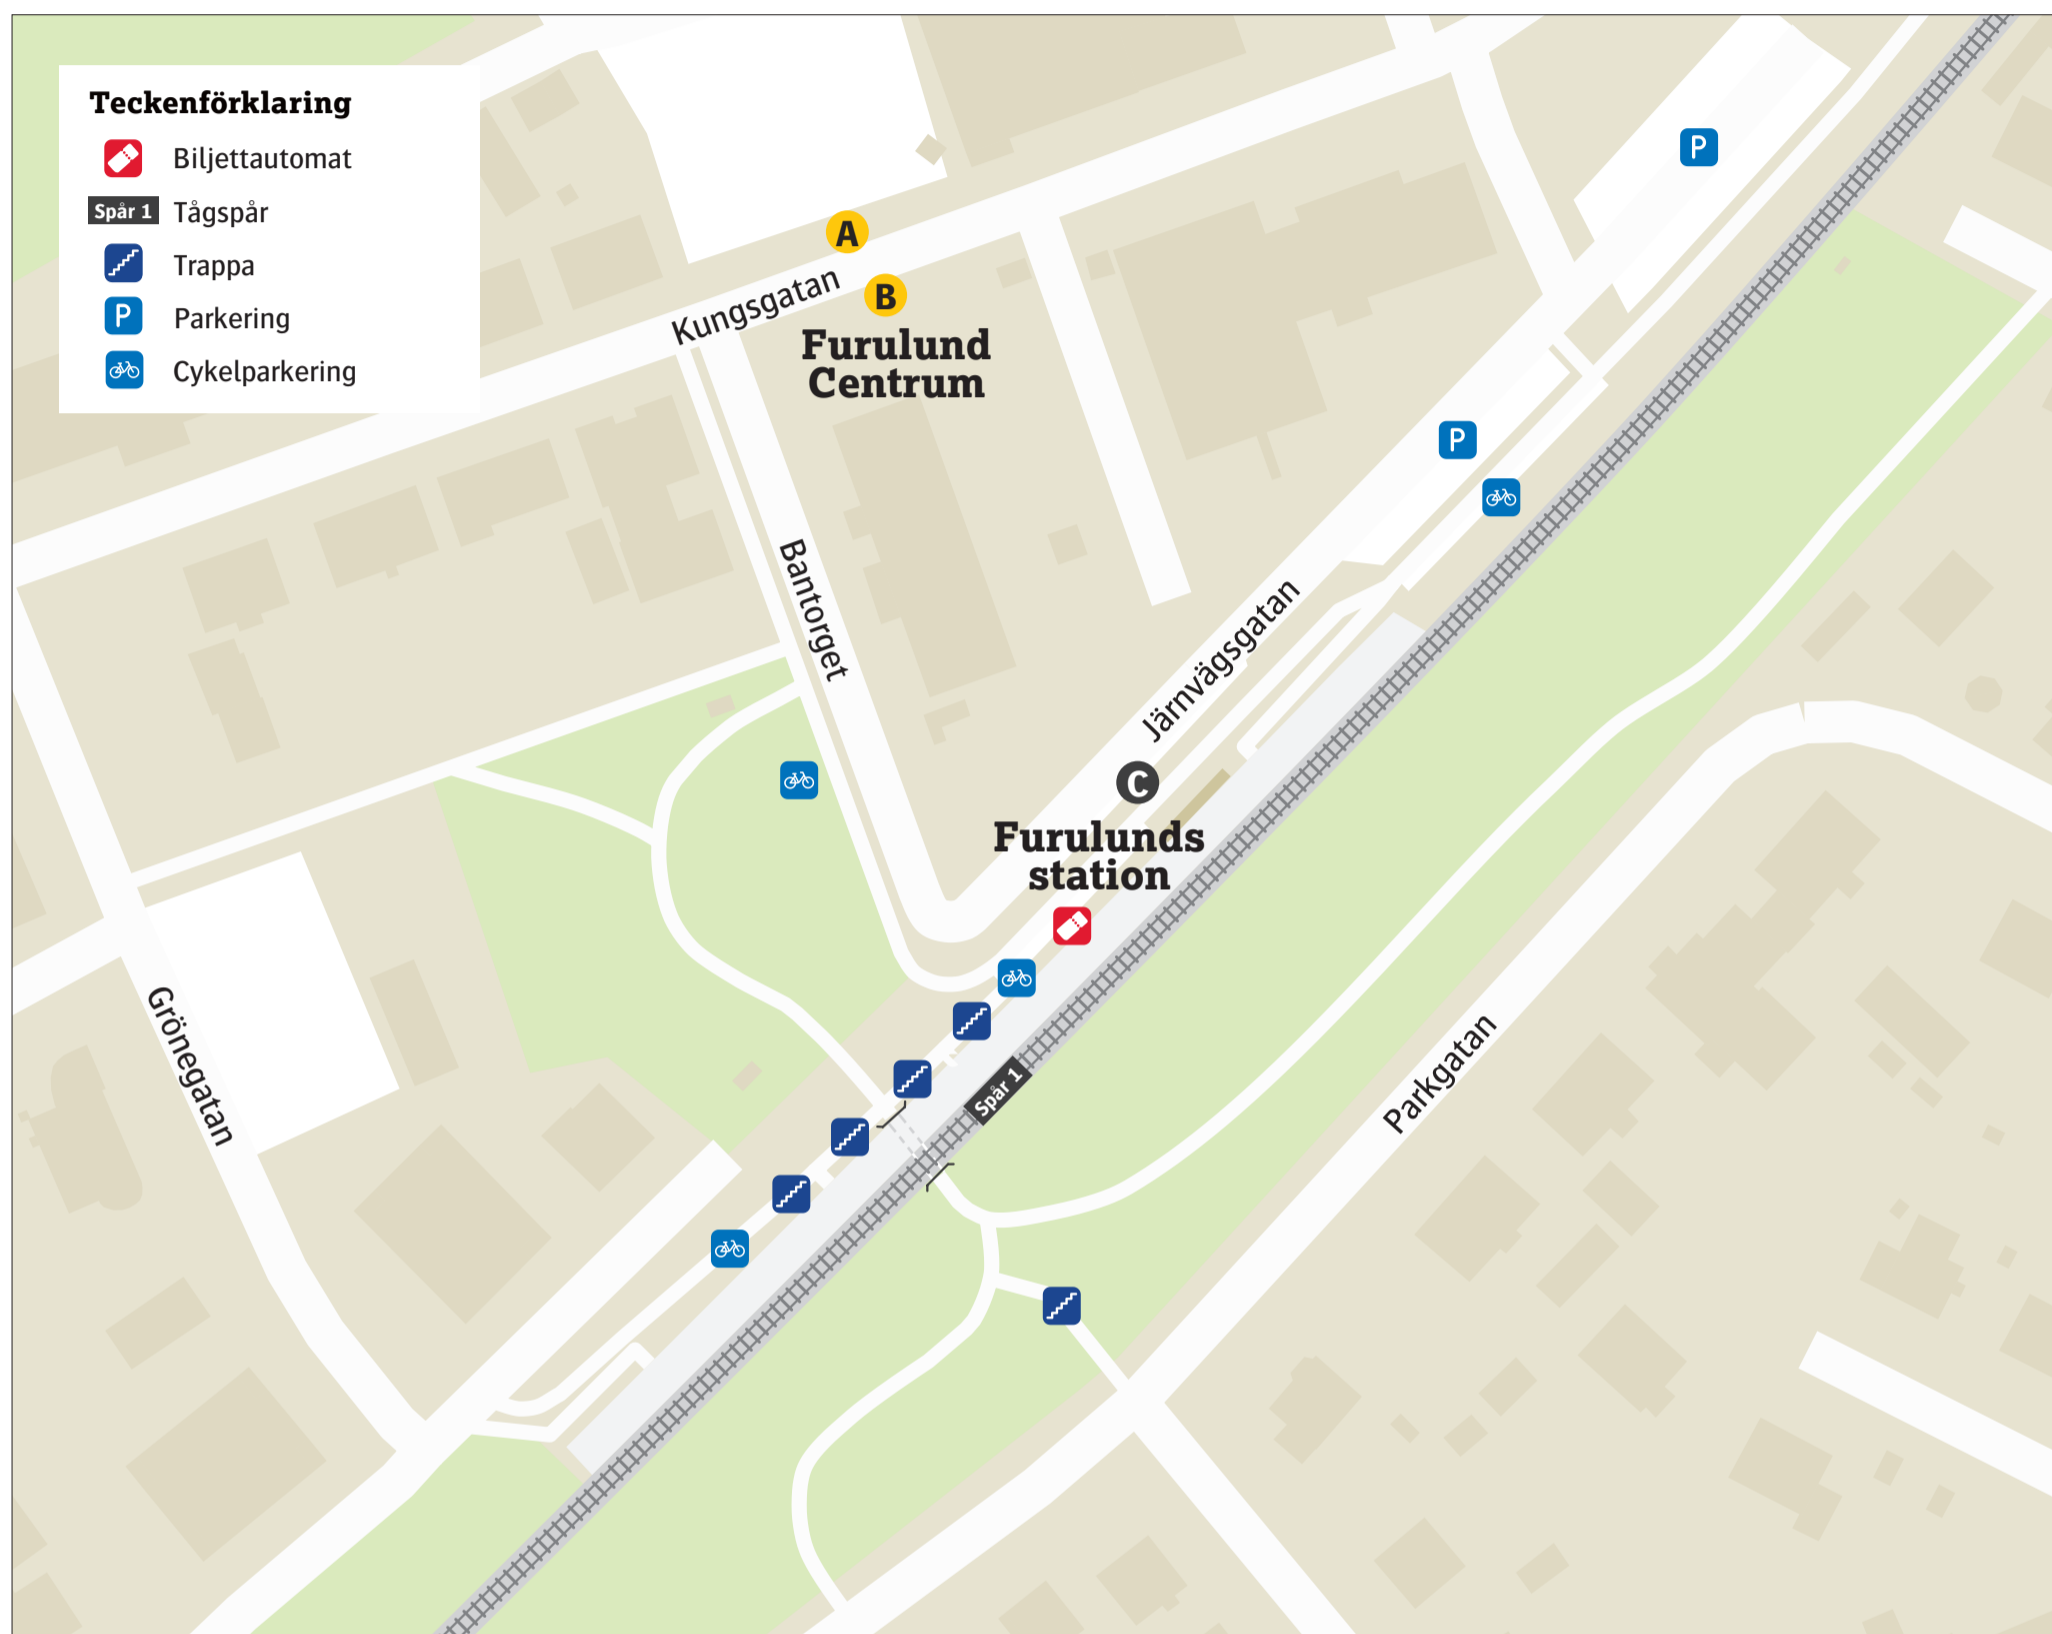 Teckenförklaring
Biljettautomat
Spår 1 Tågspår
Trappa
P Parkering
Cykelparkering
P
A
B
Kungsgatan
Furulund
Centrum
P
Bantorget
Järnvägsgatan
C
Furulunds
station
Grönegatan
Spår 1
Parkgatan